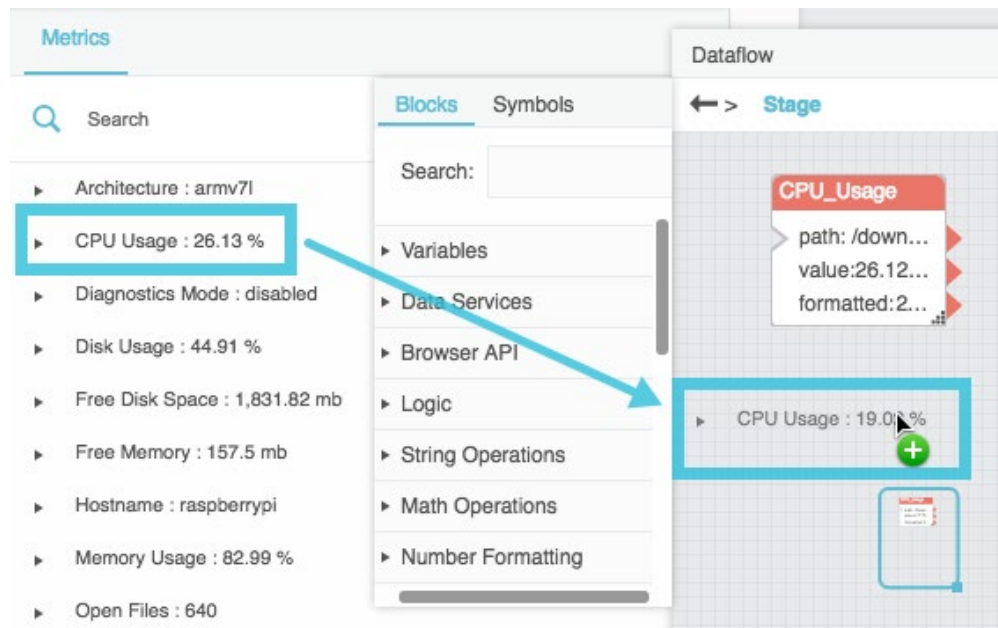 Metrics
Search
Architecture : armv7l
CPU Usage : 26.13 %
Diagnostics Mode : disabled
Disk Usage : 44.91 %
Free Disk Space : 1,831.82 mb
Free Memory : 157.5 mb
Hostname : raspberrypi
Memory Usage : 82.99 %
Open Files : 640
Blocks Symbols
Search:
Variables
Data Services
Browser API
Logic
String Operations
Math Operations
Number Formatting
Dataflow
> Stage
CPU_Usage
path: /down...
value:26.12...
formatted:2...
CPU Usage : %